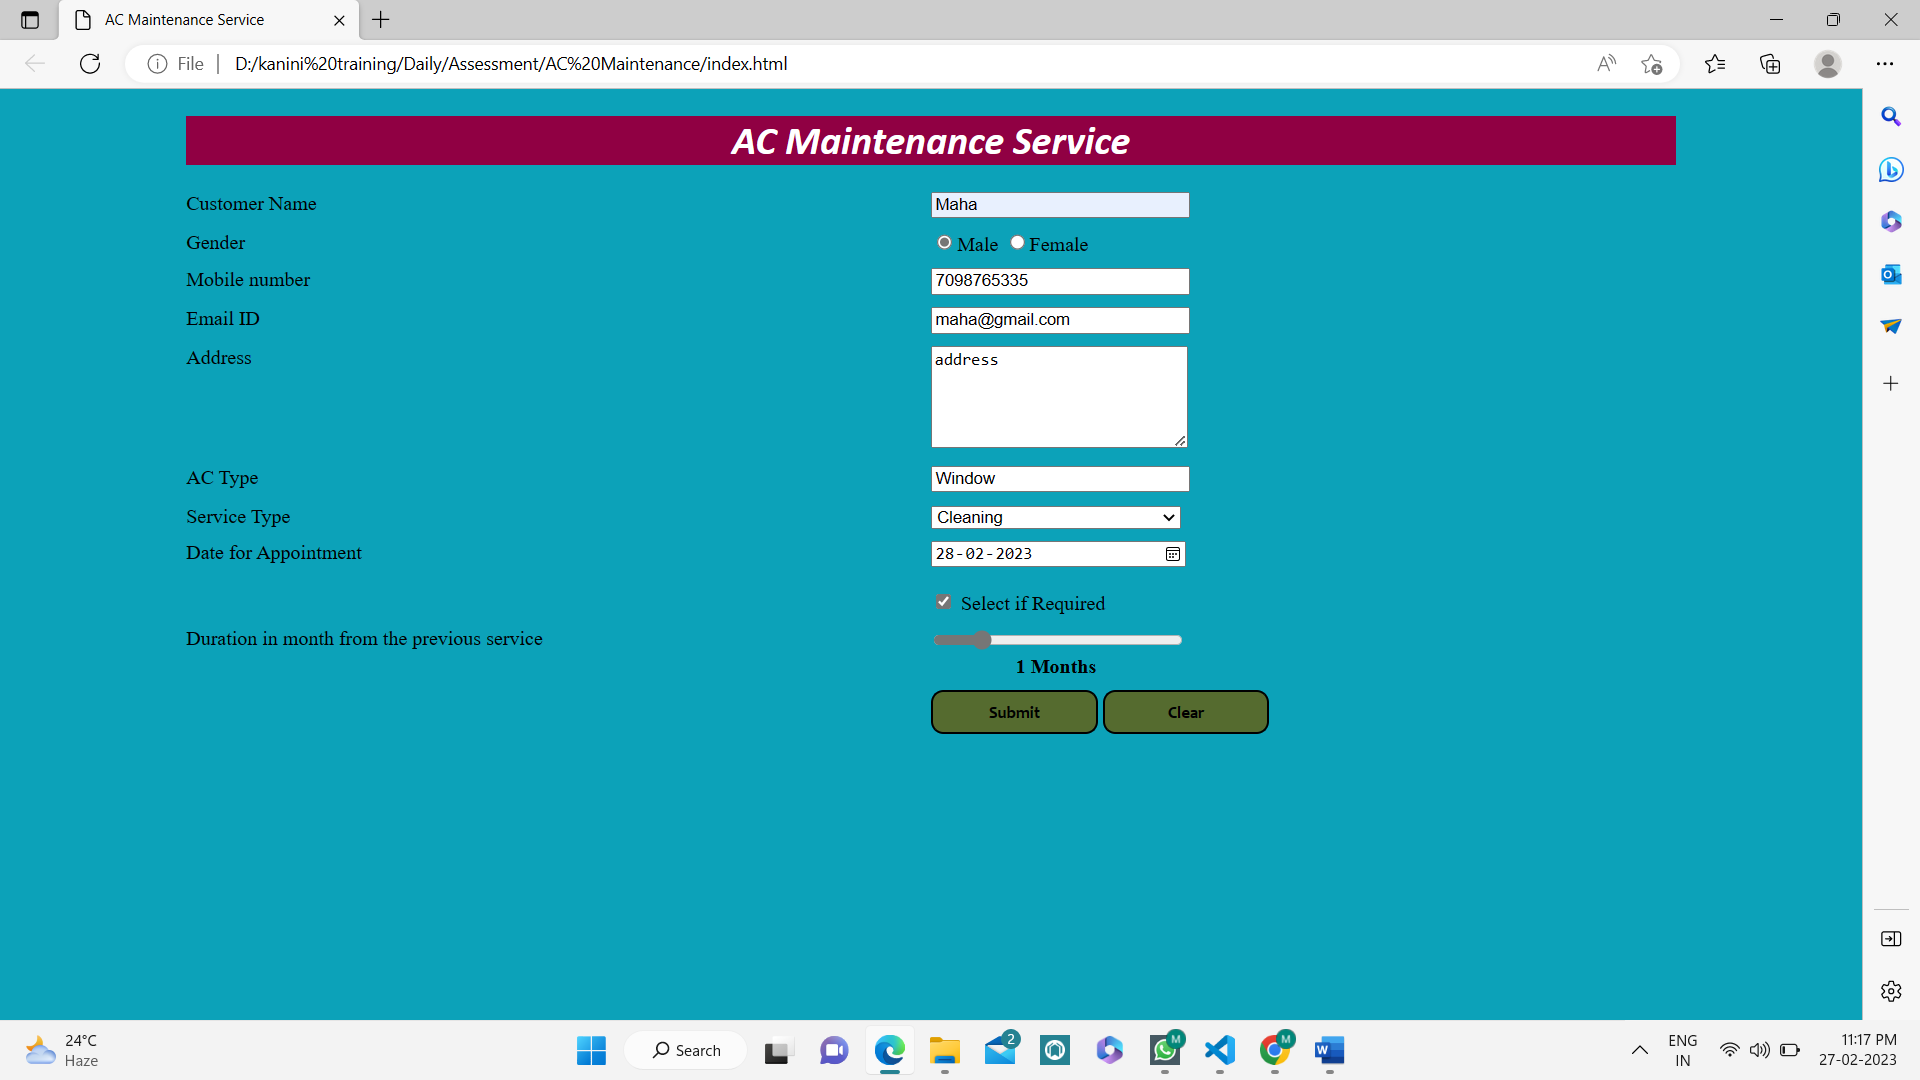 AC Maintenance Service
File
D:/kanini%20training/Daily/Assessment/AC%20Maintenance/index.html
AC Maintenance Service
Customer Name
Maha
Gender
Male Female
Mobile number
7098765335
Email ID
maha@gmail.com
Address
address
AC Type
Window
Service Type
Cleaning
Date for Appointment
28-02-2023
Select if Required
Duration in month from the previous service
1 Months
Submit Clear
24°C
Haze
Search
2
M
M
ENG
IN
11:17 PM
27-02-2023